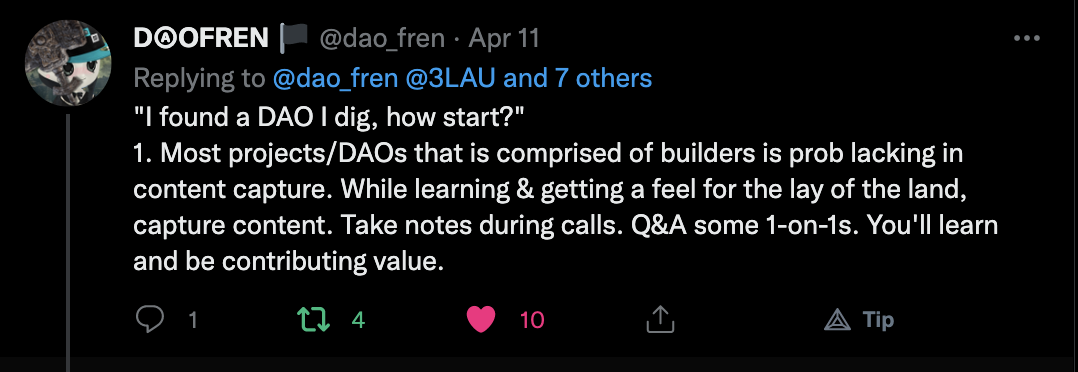 DⒶOFREN 🏴 @dao_fren · Apr 11
Replying to @dao_fren @3LAU and 7 others
"I found a DAO I dig, how start?"
1. Most projects/DAOs that is comprised of builders is prob lacking in
content capture. While learning & getting a feel for the lay of the land,
capture content. Take notes during calls. Q&A some 1-on-1s. You'll learn
and be contributing value.
1 4 10 Tip